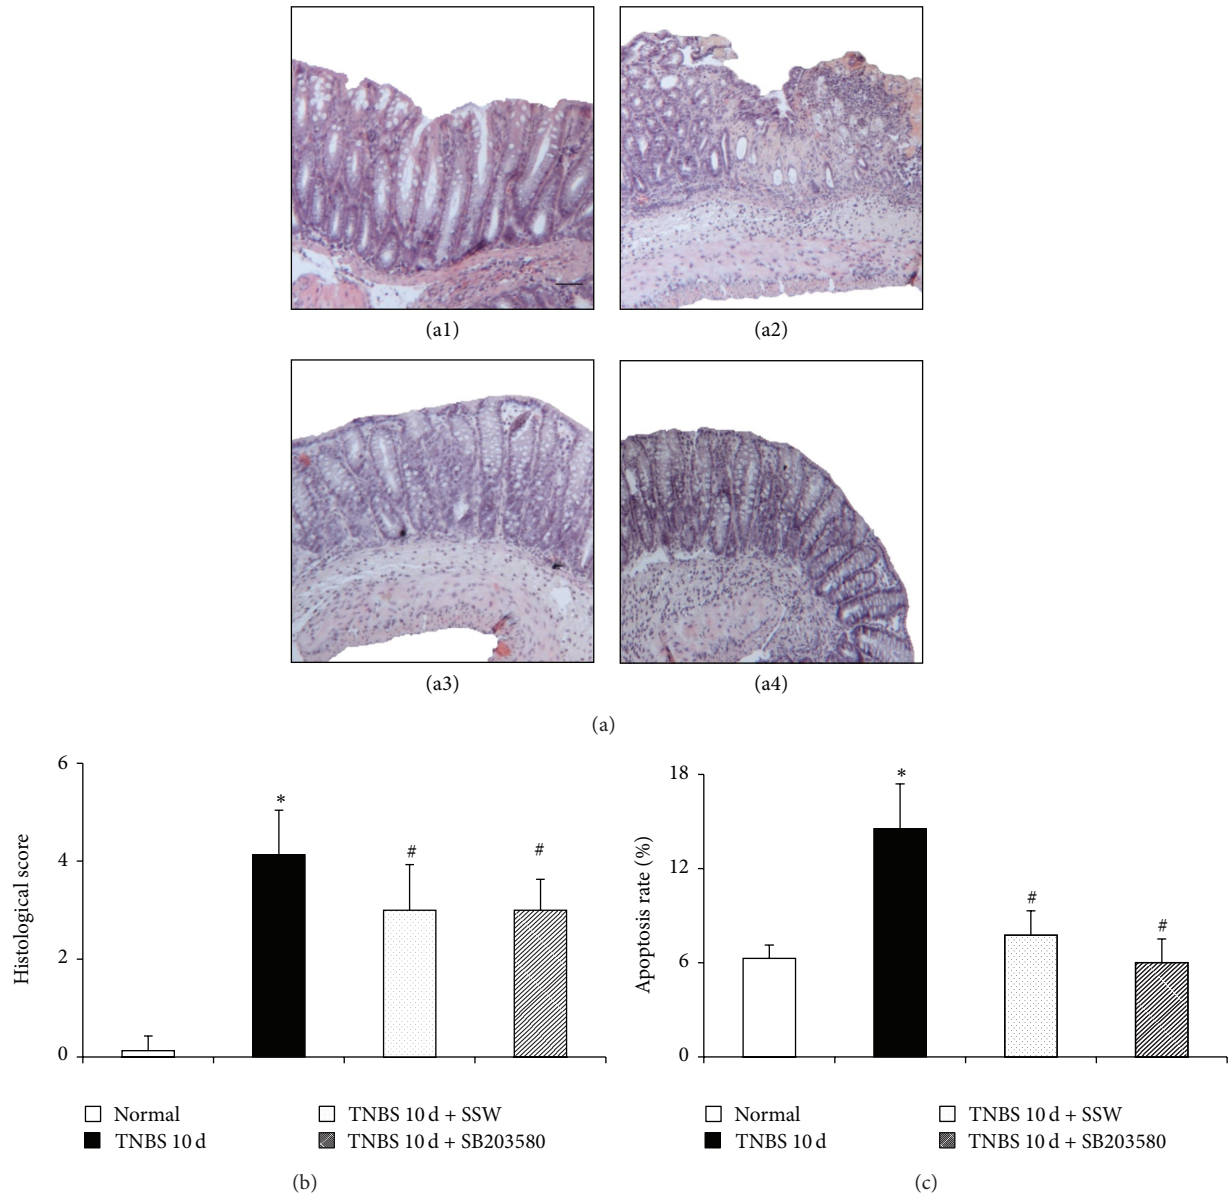 (a1)
(a2)
(a3)
(a4)
(a)
Histological score
6
4
2
0
*
#
#
Normal
TNBS 10 d
TNBS 10 d + SSW
TNBS 10 d + SB203580
(b)
Apoptosis rate (%)
18
12
6
0
*
#
#
Normal
TNBS 10 d
TNBS 10 d + SSW
TNBS 10 d + SB203580
(c)